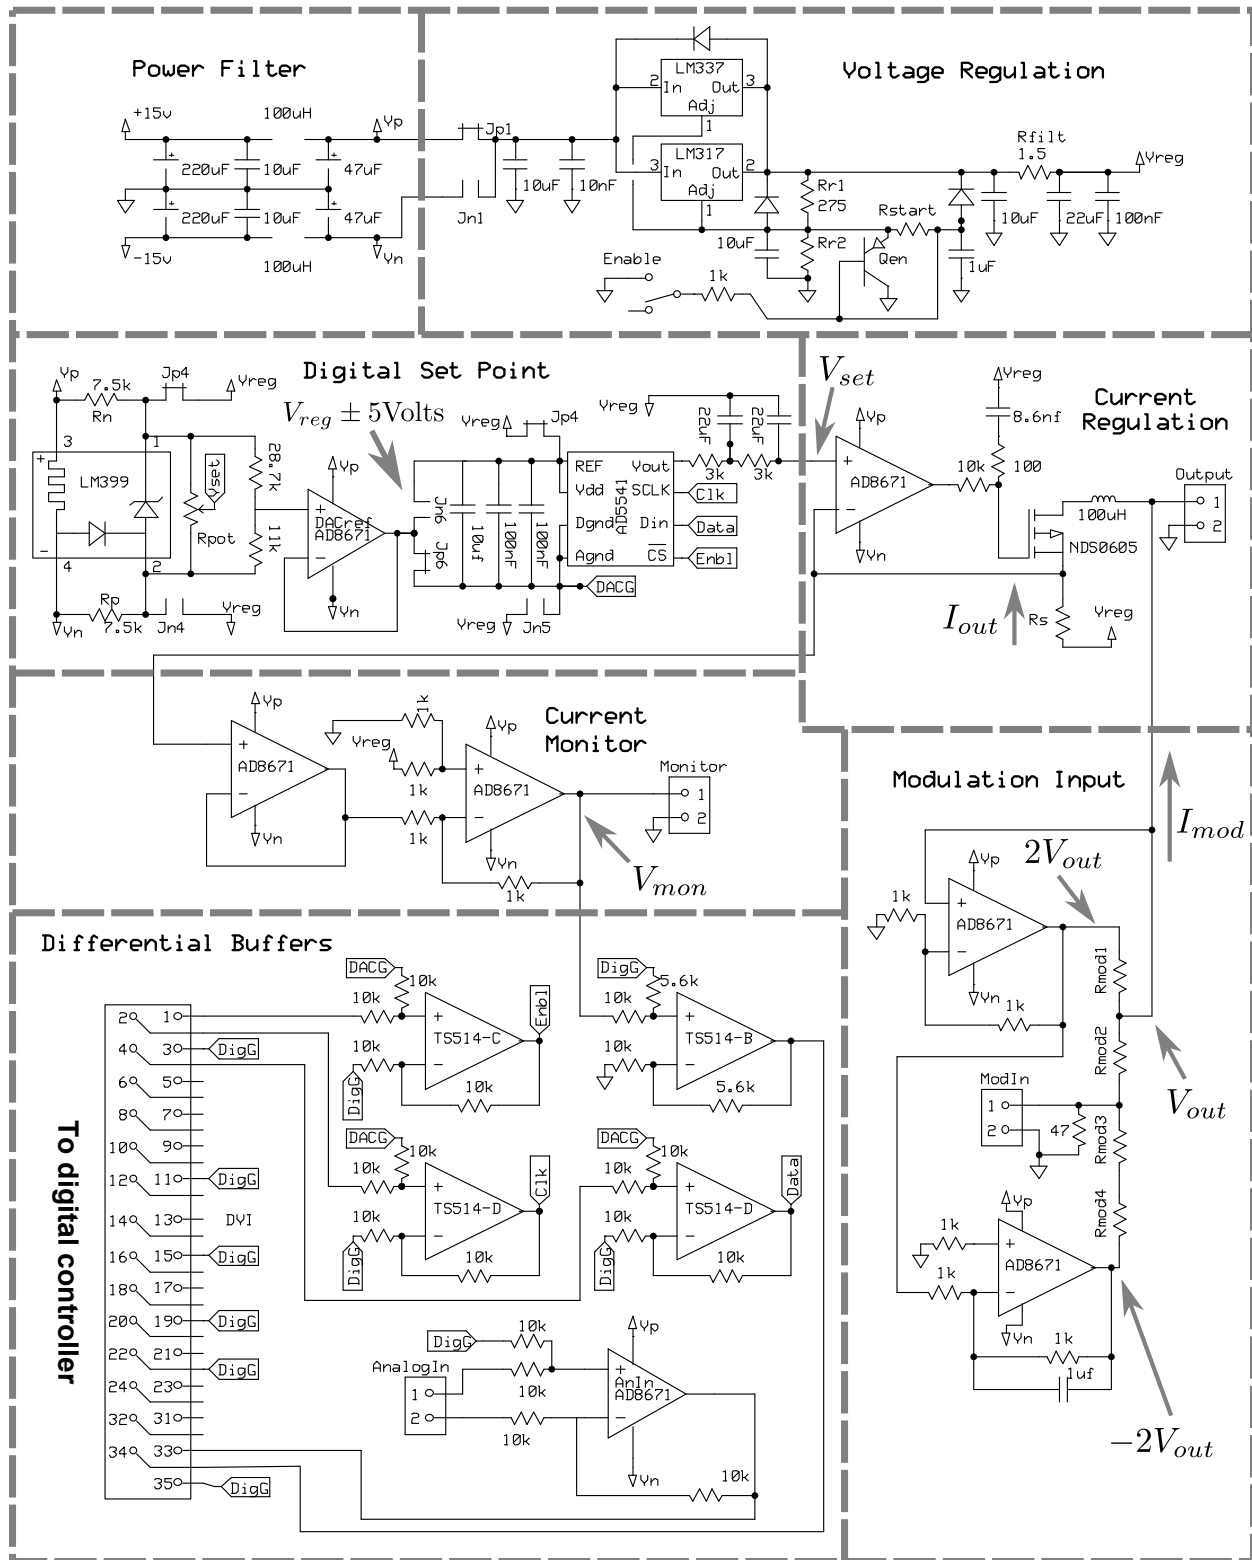 Power Filter
+15v
100uH
Vp
220uF
10uF
47uF
220uF
10uF
47uF
-15v
100uH
Vn
Voltage Regulation
LM337
2 In Out 3
Adj
1
Jp1
LM317
3 In Out 2
Adj
1
10uF
10nF
Jn1
Rfilt
1.5
Vreg
Rr1
275
Rstart
10uF
22uF
100nF
10uF
Rr2
Qen
1uF
Enable
1k
Digital Set Point
Vp
7.5k
Rn
Jp4
Vreg
3
1
+
LM399
-
4
2
Vset
Rpot
28.7k
11k
Rp
7.5k
Vn
Jn4
Vreg
Vreg ± 5Volts
Vp
+
DACref
AD8671
−
Vn
Jn6
Jp6
10uf
100nF
100nF
Vreg
Jp4
REF
Vdd
Dgnd
Agnd
AD5541
Vout
SCLK
Din
CS
Clk
Data
Enbl
DACG
Vreg
Jn5
Vreg
22nF
22nF
3k
3k
Vset
Current
Regulation
Vp
+
AD8671
−
Vn
Vreg
8.6nf
10k
100
100uH
NDS0605
Output
1
2
Iout
Rs
Vreg
Current
Monitor
Vp
+
AD8671
−
Vn
1k
Vreg
1k
1k
Vp
+
AD8671
−
Vn
1k
Monitor
1
2
Vmon
Modulation Input
Imod
2Vout
Vp
1k
+
AD8671
−
Vn
1k
Rmod1
Rmod2
Vout
ModIn
1
2
47
Rmod3
Rmod4
Vp
1k
+
AD8671
1k
−
Vn
1k
1uf
−2Vout
Differential Buffers
To digital controller
2 1
4 3 DigG
6 5
8 7
10 9
12 11 DigG
14 13 DVI
16 15 DigG
18 17
20 19 DigG
22 21
DigG
24 23
32 31
34 33
35 DigG
DACG
10k
10k
+
TS514-C
10k
−
DigG
10k
Enbl
DigG
5.6k
10k
+
TS514-B
10k
−
5.6k
DACG
10k
10k
+
TS514-D
10k
−
DigG
10k
Clk
DACG
10k
10k
+
TS514-D
10k
−
DigG
10k
Data
AnalogIn
1
2
DigG
10k
10k
10k
Vp
+
AnIn
AD8671
−
Vn
10k